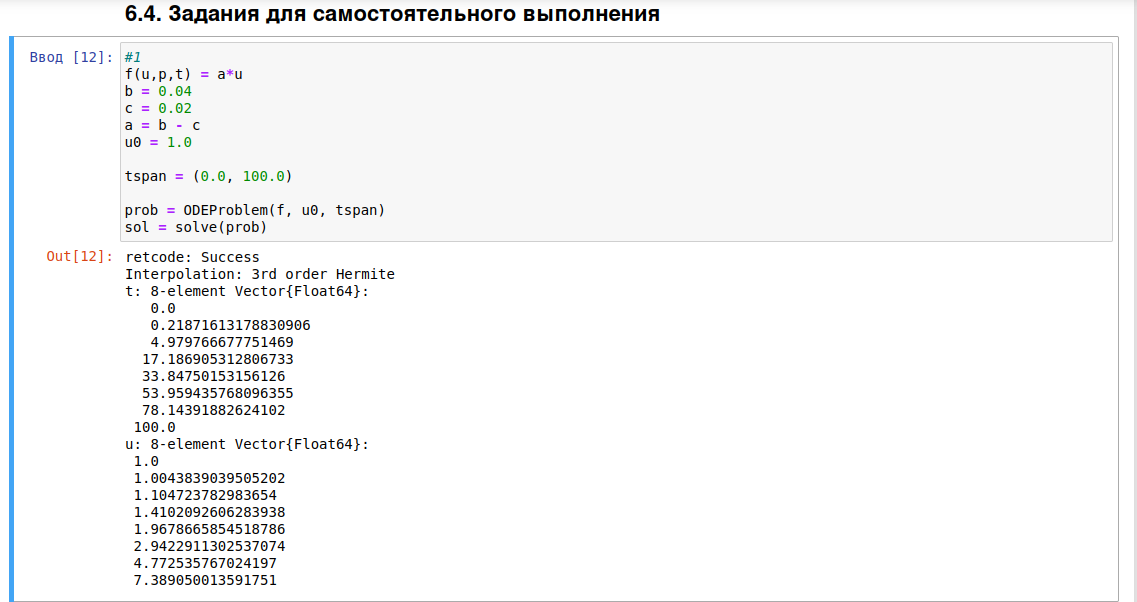 6.4. Задания для самостоятельного выполнения
Ввод [12]: #1
f(u,p,t) = a*u
b = 0.04
c = 0.02
a = b - c
u0 = 1.0
tspan = (0.0, 100.0)
prob = ODEProblem(f, u0, tspan)
sol = solve(prob)
Out[12]: retcode: Success
Interpolation: 3rd order Hermite
t: 8-element Vector{Float64}:
0.0
0.21871613178830906
4.979766677751469
17.186905312806733
33.84750153156126
53.959435768096355
78.14391882624102
100.0
u: 8-element Vector{Float64}:
1.0
1.0043839039505202
1.104723782983654
1.4102092606283938
1.9678665854518786
2.9422911302537074
4.772535767024197
7.389050013591751